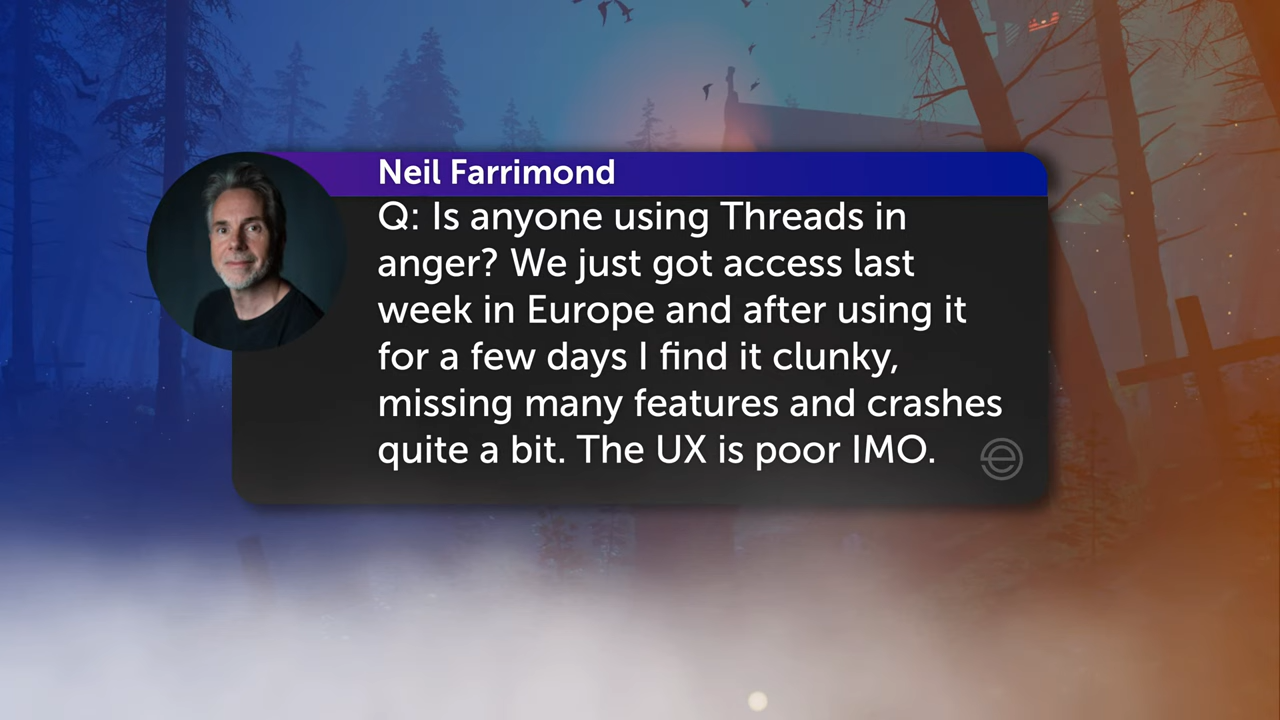 Neil Farrimond
Q: Is anyone using Threads in
anger? We just got access last
week in Europe and after using it
for a few days I find it clunky,
missing many features and crashes
quite a bit. The UX is poor IMO.